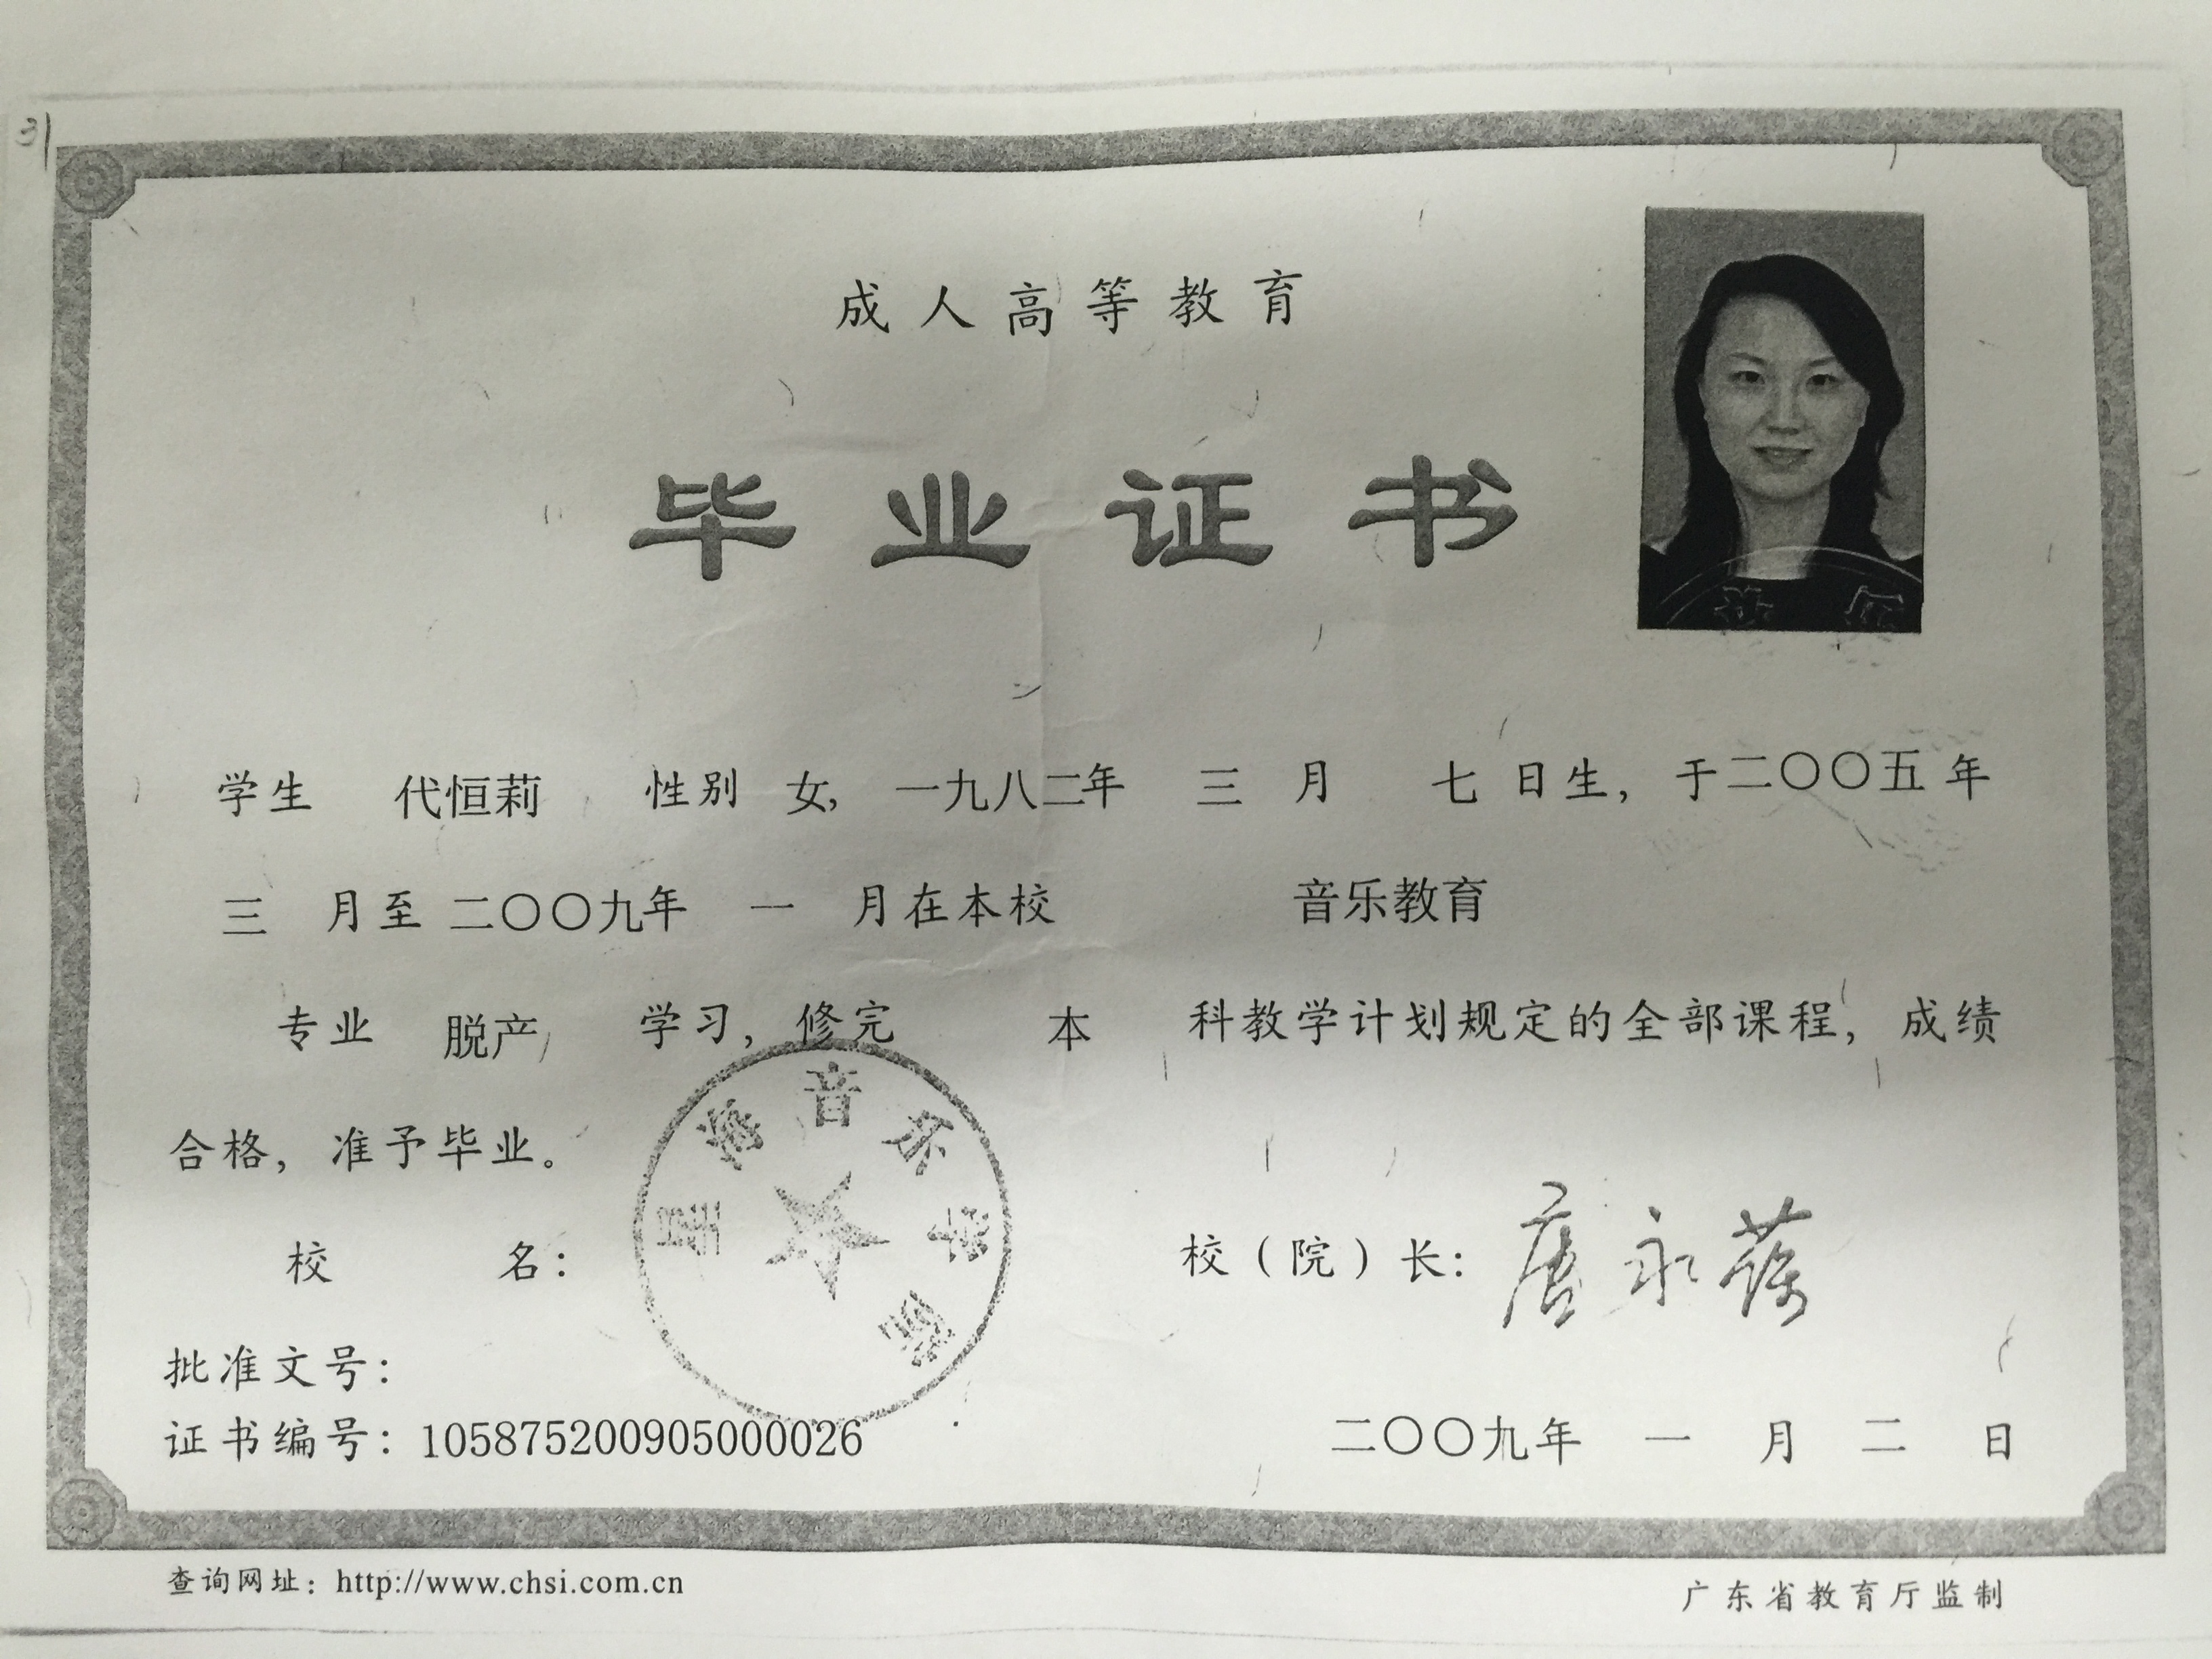 31
成人高等教育
毕业证书
学生 代恒莉 性别 女, 一九八二年 三 月 七 日生，于二〇〇五年
三 月至二〇〇九年 一 月在本校 音乐教育
专业 脱产 学习，修完 本 科教学计划规定的全部课程，成绩
合格，准予毕业。
星海音乐学院
校 名： 校（院）长：唐永葆
批准文号：
证书编号：105875200905000026 二〇〇九年 一 月 二 日
查询网址：http://www.chsi.com.cn 广东省教育厅监制